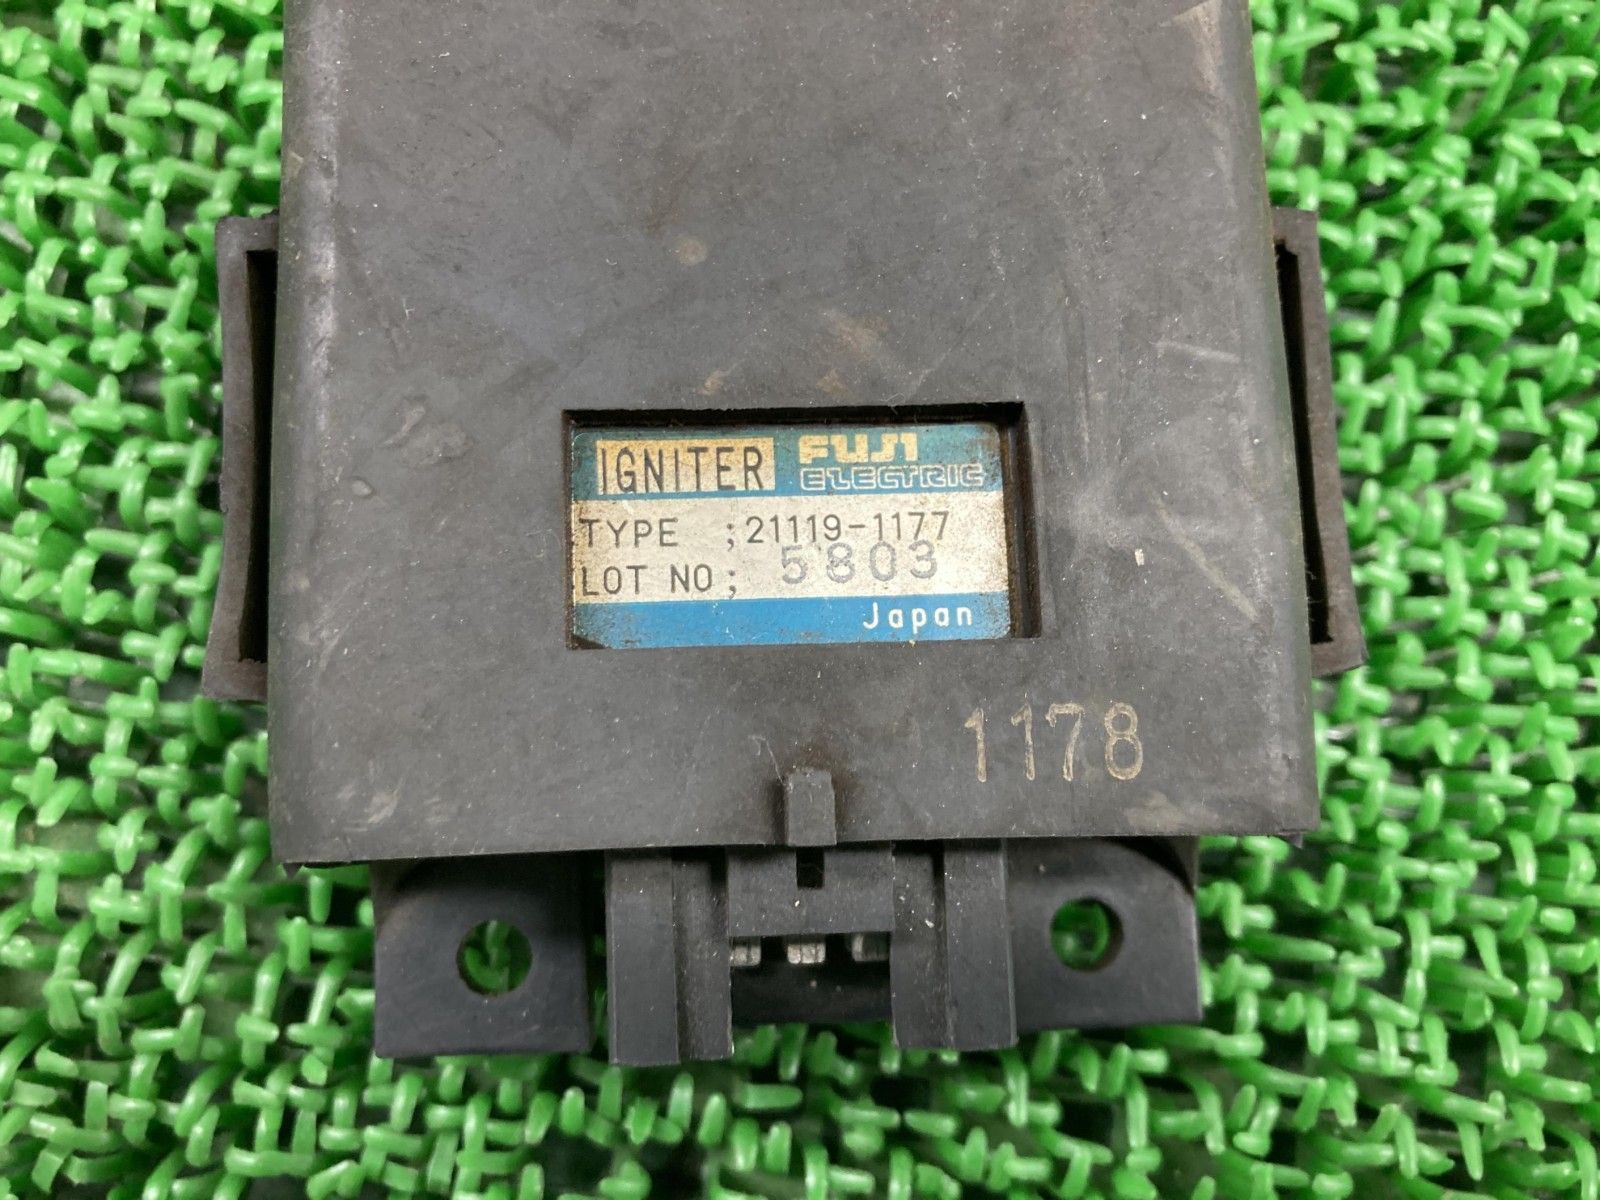 IGNITER FUJI ELECTRIC
TYPE ; 21119-1177
LOT NO; 5803
Japan
1178